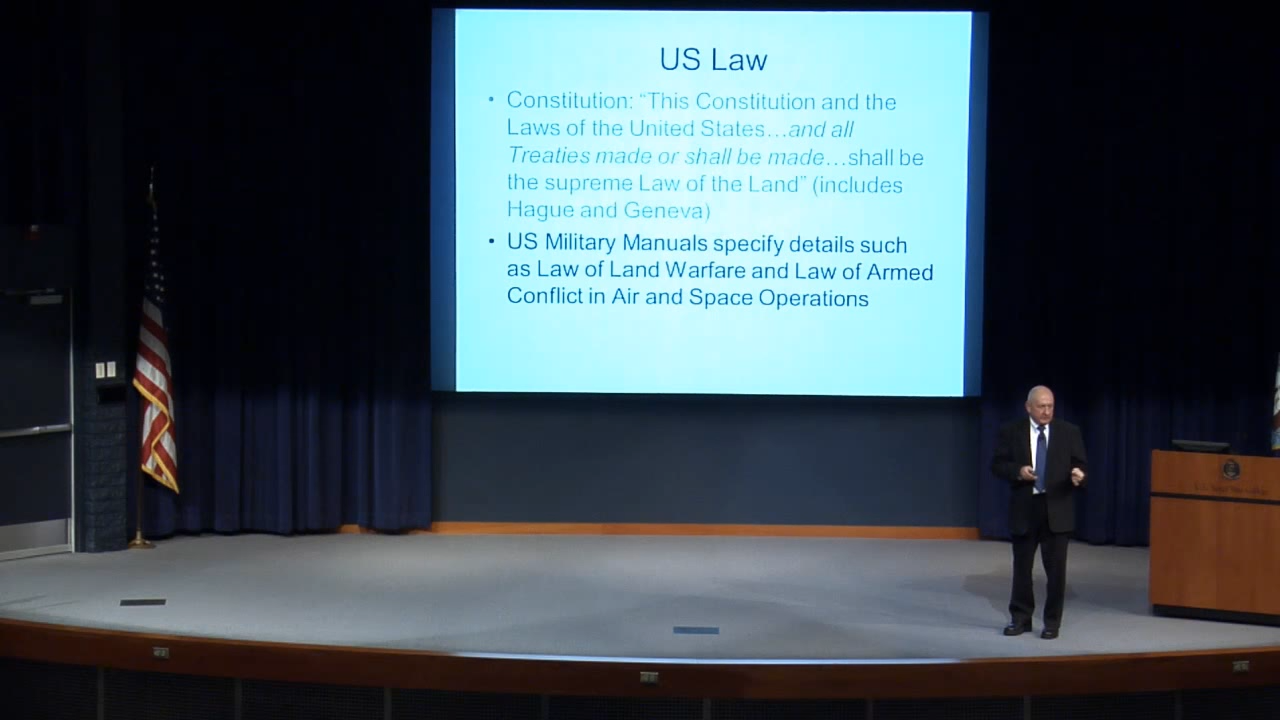 US Law
• Constitution: “This Constitution and the
Laws of the United States…and all
Treaties made or shall be made…shall be
the supreme Law of the Land” (includes
Hague and Geneva)
• US Military Manuals specify details such
as Law of Land Warfare and Law of Armed
Conflict in Air and Space Operations